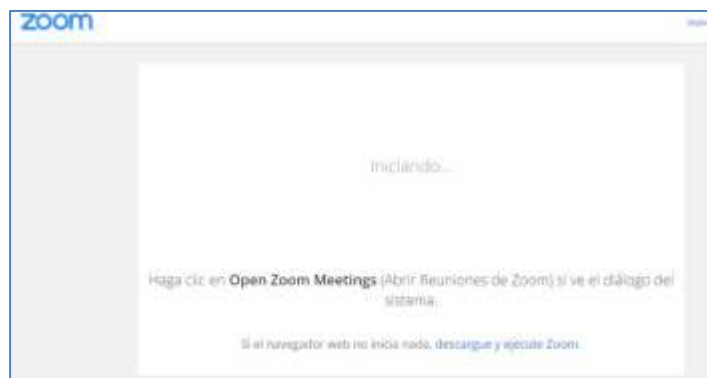 zoom
Iniciando...
Haga clic en Open Zoom Meetings (Abrir Reuniones de Zoom) si ve el diálogo del
sistema.
Si el navegador web no inicia nada, descargue y ejecute Zoom.